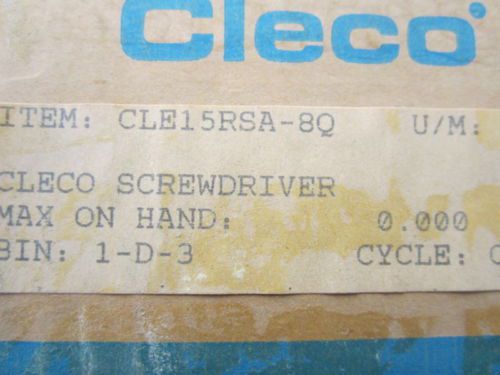 Cleco
ITEM: CLE15RSA-8Q U/M:
CLECO SCREWDRIVER
MAX ON HAND: 0.000
BIN: 1-D-3 CYCLE: